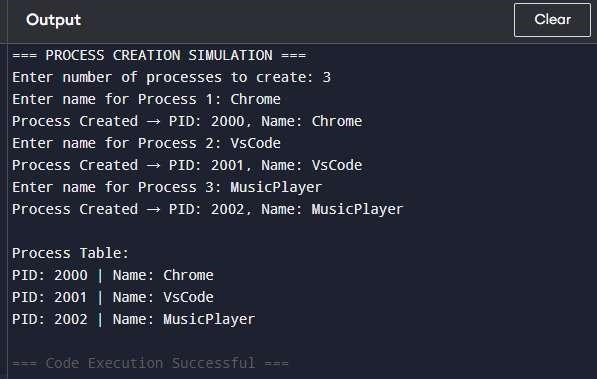 Output
Clear
=== PROCESS CREATION SIMULATION ===
Enter number of processes to create: 3
Enter name for Process 1: Chrome
Process Created → PID: 2000, Name: Chrome
Enter name for Process 2: VsCode
Process Created → PID: 2001, Name: VsCode
Enter name for Process 3: MusicPlayer
Process Created → PID: 2002, Name: MusicPlayer
Process Table:
PID: 2000 | Name: Chrome
PID: 2001 | Name: VsCode
PID: 2002 | Name: MusicPlayer
=== Code Execution Successful ===